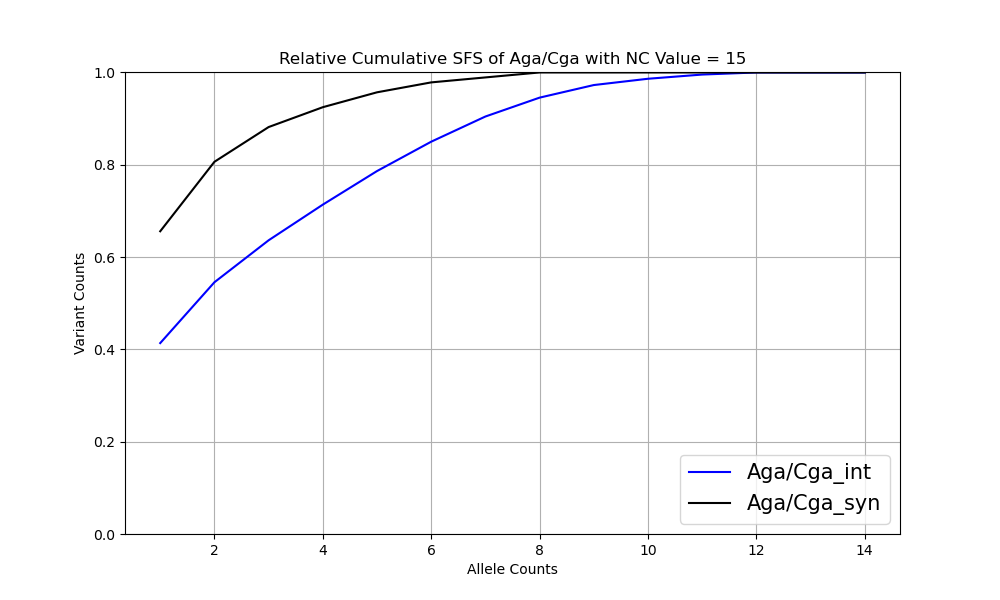 Relative Cumulative SFS of Aga/Cga with NC Value = 15
1.0
0.8
0.6
0.4
0.2
0.0
Variant Counts
2 4 6 8 10 12 14
Allele Counts
Aga/Cga_int
Aga/Cga_syn